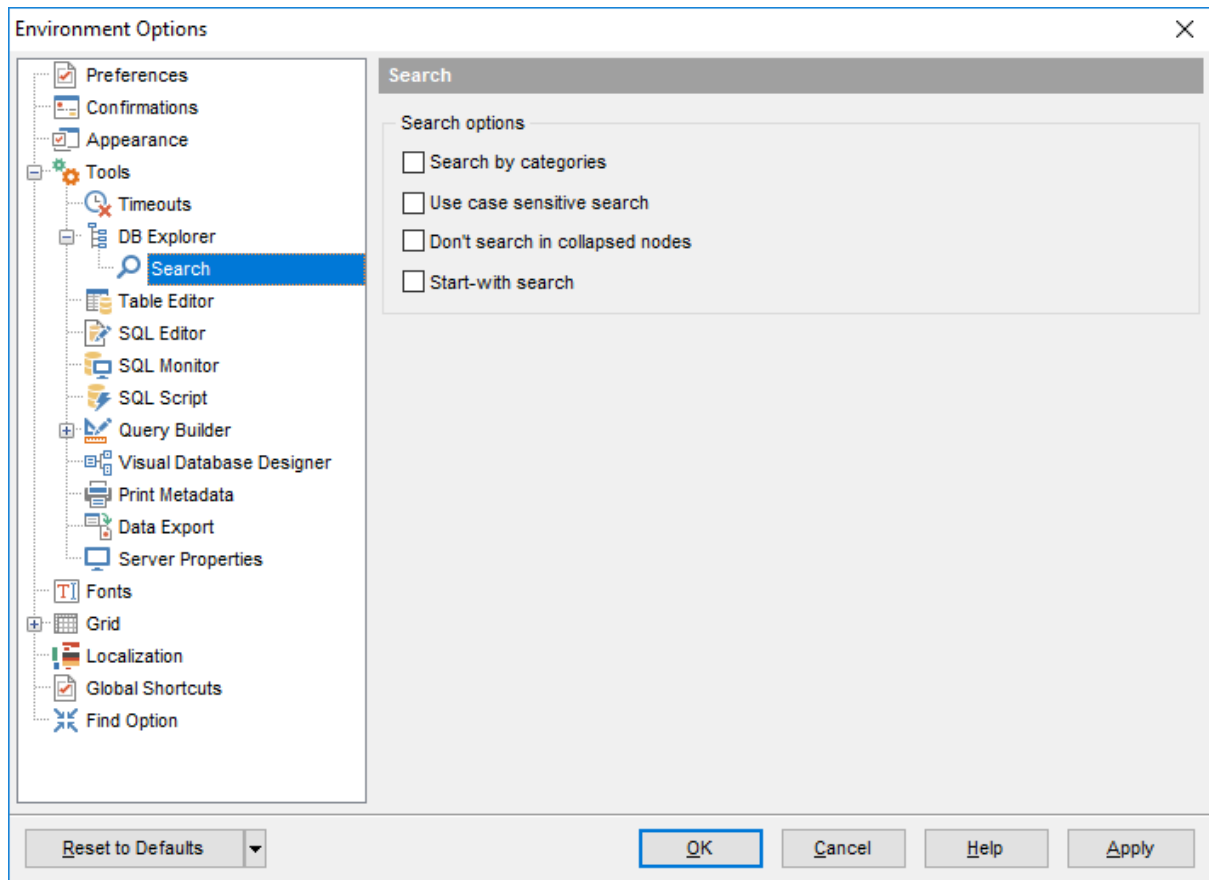 Environment Options
Preferences
Confirmations
Appearance
Tools
Timeouts
DB Explorer
Search
Table Editor
SQL Editor
SQL Monitor
SQL Script
Query Builder
Visual Database Designer
Print Metadata
Data Export
Server Properties
Fonts
Grid
Localization
Global Shortcuts
Find Option
Search
Search options
Search by categories
Use case sensitive search
Don't search in collapsed nodes
Start-with search
Reset to Defaults
OK
Cancel
Help
Apply